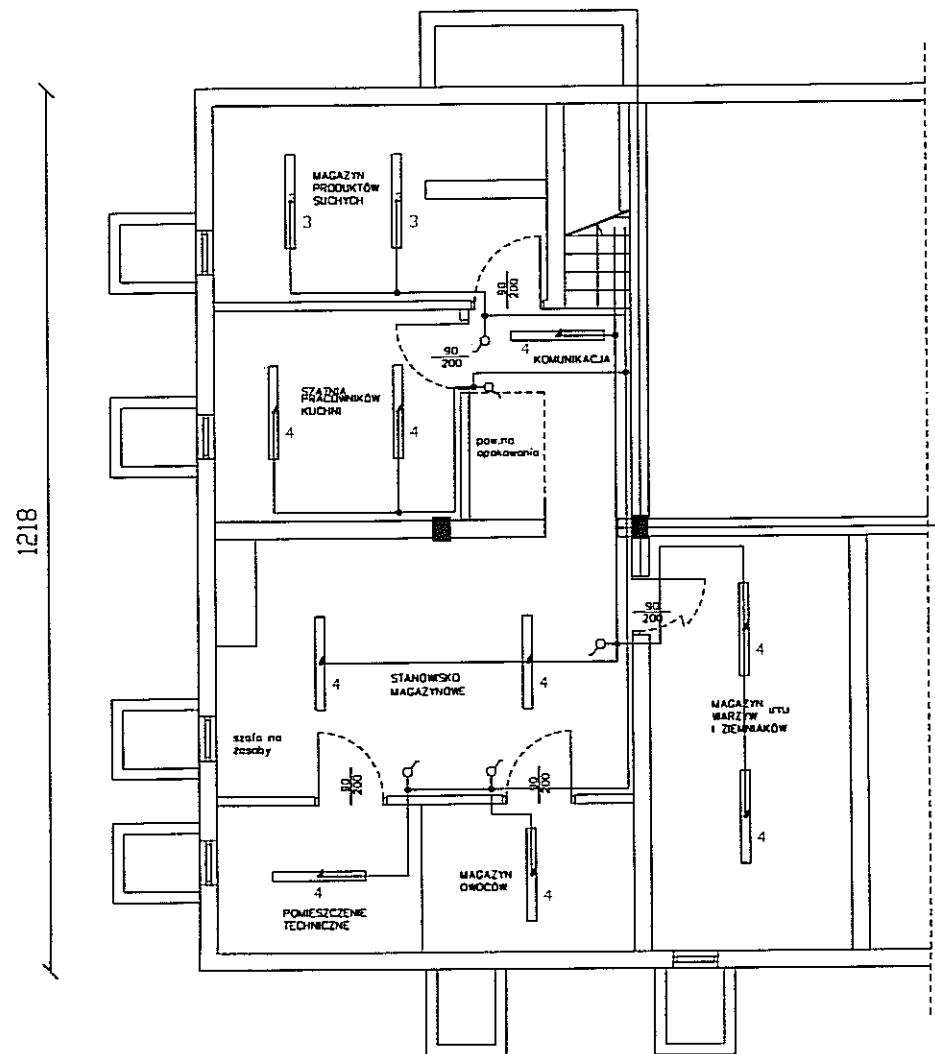 MAGAZYN
PRODUKTÓW
SUCHYCH
3
3
90
200
4
KOMUNIKACJA
90
200
SZATNIA
PRACOWNIKÓW
KUCHNI
4
4
pow.na
opakowania
1218
90
200
4
STANOWISKO
MAGAZYNOWE
4
4
MAGAZYN
WARZYW
I ZIEMNIAKÓW
szafa na
zasoby
90
200
90
200
4
4
POMIESZCZENIE
TECHNICZNE
MAGAZYN
OWOCÓW
4